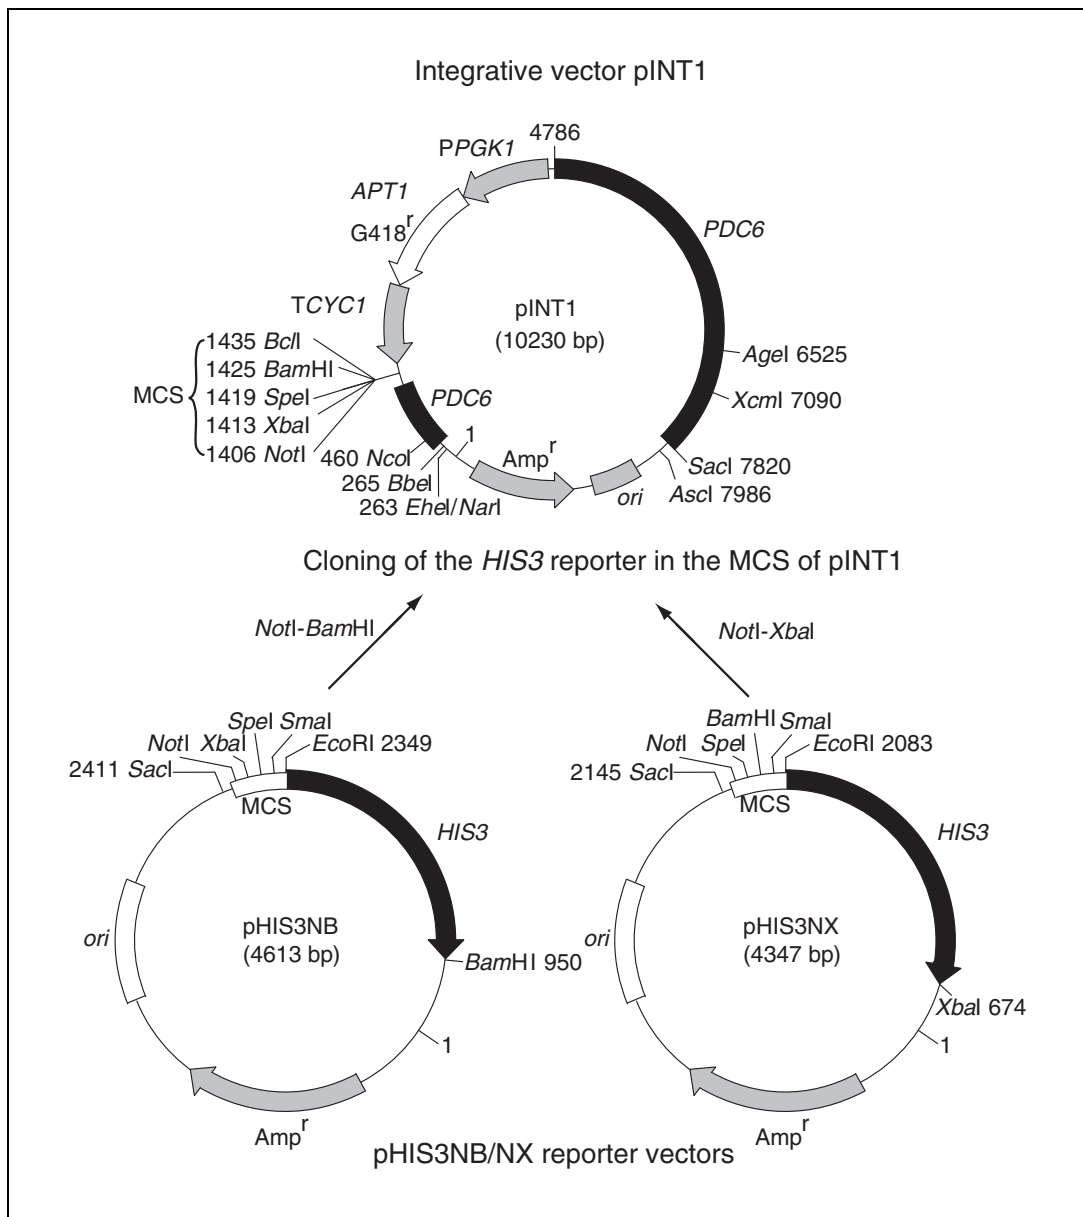 Integrative vector pINT1
4786
PPGK1
APT1
G418r
PDC6
TCYC1
pINT1
(10230 bp)
MCS
1435 BclI
1425 BamHI
1419 SpeI
1413 XbaI
1406 NotI
AgeI 6525
XcmI 7090
PDC6
1
460 NcoI
265 BbeI
263 EheI/NarI
Ampr
ori
SacI 7820
AscI 7986
Cloning of the HIS3 reporter in the MCS of pINT1
NotI-BamHI
NotI-XbaI
SpeI SmaI
NotI XbaI
EcoRI 2349
2411 SacI
MCS
HIS3
ori
pHIS3NB
(4613 bp)
BamHI 950
1
Ampr
BamHI SmaI
NotI SpeI
EcoRI 2083
2145 SacI
MCS
HIS3
ori
pHIS3NX
(4347 bp)
XbaI 674
1
Ampr
pHIS3NB/NX reporter vectors